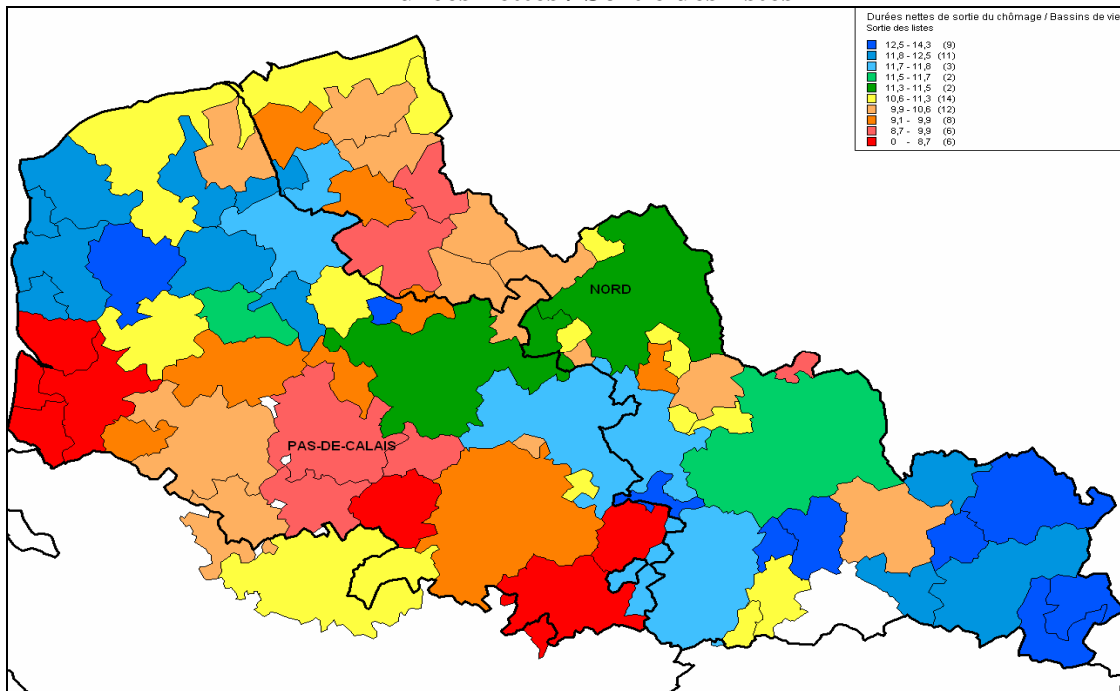 Durées nettes de sortie du chômage / Bassins de vie
Sortie des listes
12,5 - 14,3 (9)
11,8 - 12,5 (11)
11,7 - 11,8 (3)
11,5 - 11,7 (2)
11,3 - 11,5 (2)
10,6 - 11,3 (14)
9,9 - 10,6 (12)
9,1 - 9,9 (8)
8,7 - 9,9 (6)
0 - 8,7 (6)
NORD
PAS-DE-CALAIS